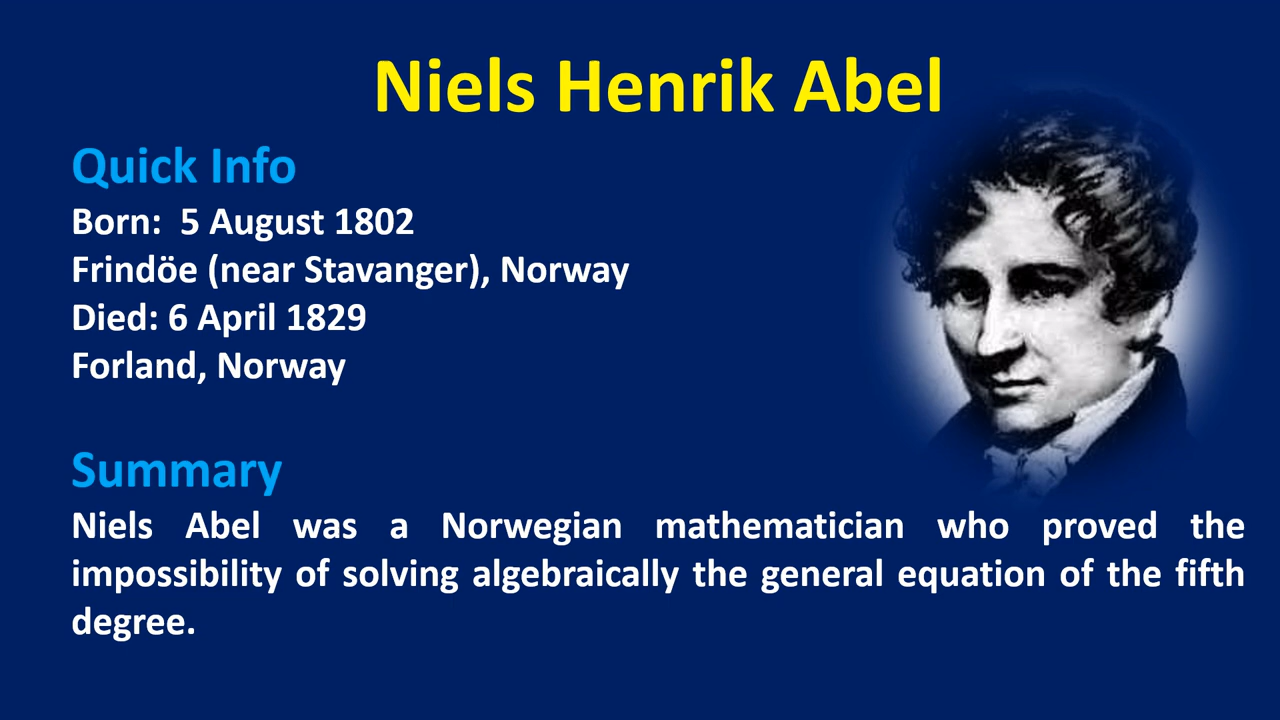 Niels Henrik Abel
Quick Info
Born:  5 August 1802
Frindöe (near Stavanger), Norway
Died: 6 April 1829
Forland, Norway
Summary
Niels Abel was a Norwegian mathematician who proved the
impossibility of solving algebraically the general equation of the fifth
degree.